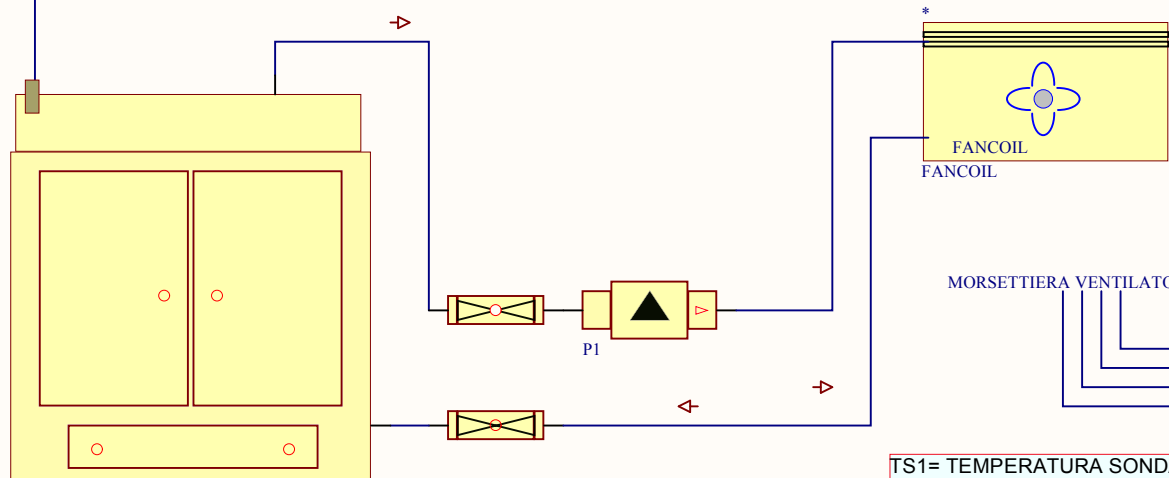 *
FANCOIL
FANCOIL
MORSETTIERA VENTILATO
P1
TS1= TEMPERATURA SOND